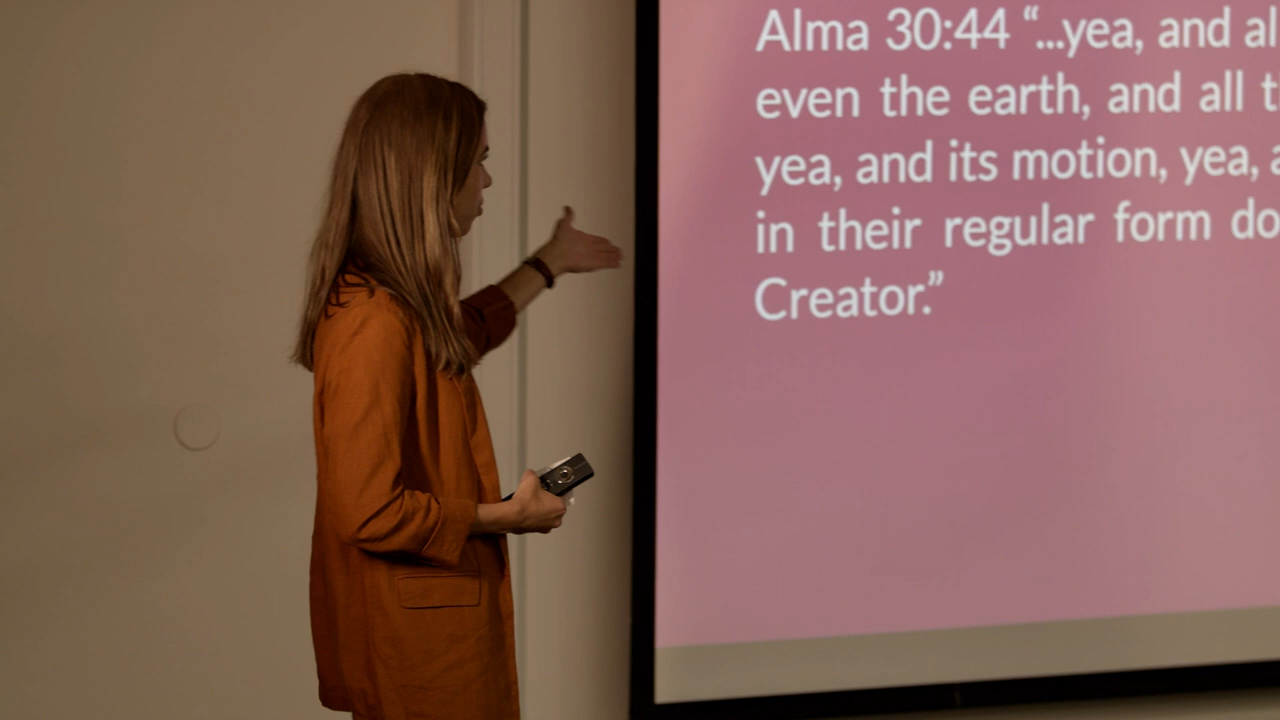 Alma 30:44 “...yea, and al
even the earth, and all t
yea, and its motion, yea, a
in their regular form do
Creator.”